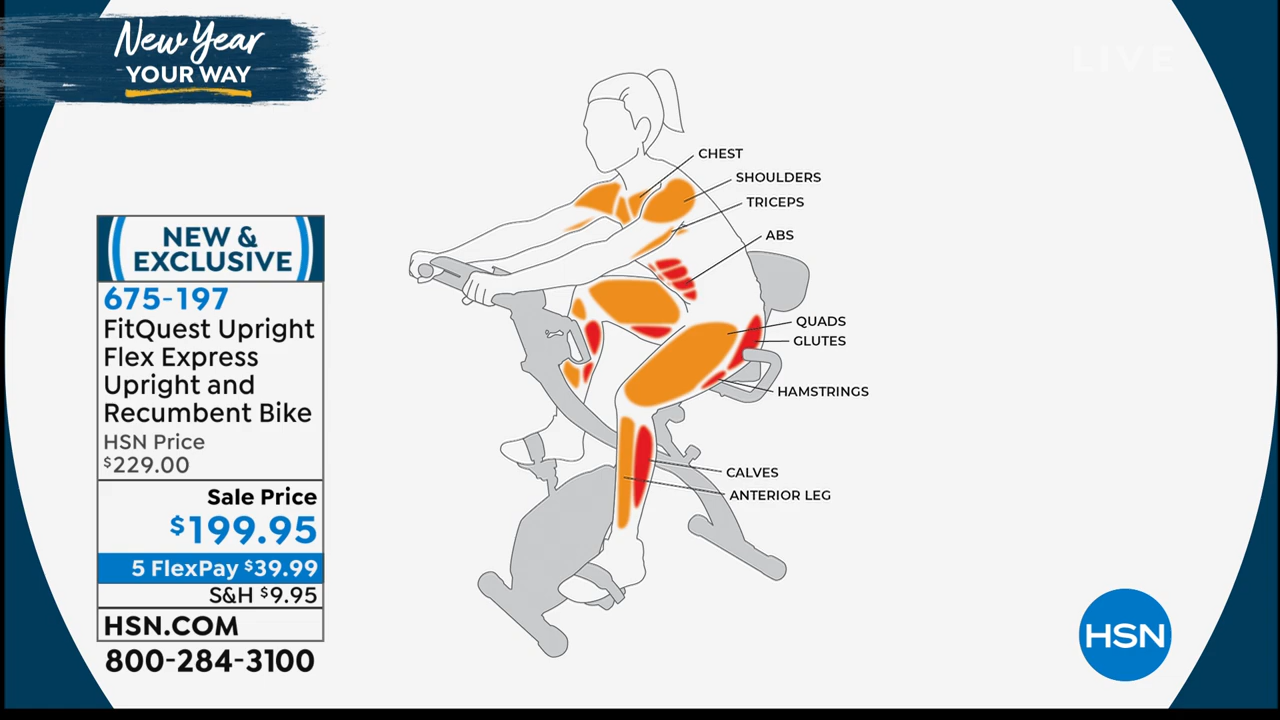 New Year
YOUR WAY
LIVE
NEW &
EXCLUSIVE
675-197
FitQuest Upright
Flex Express
Upright and
Recumbent Bike
HSN Price
$229.00
Sale Price
$199.95
5 FlexPay $39.99
S&H $9.95
HSN.COM
800-284-3100
CHEST
SHOULDERS
TRICEPS
ABS
QUADS
GLUTES
HAMSTRINGS
CALVES
ANTERIOR LEG
HSN